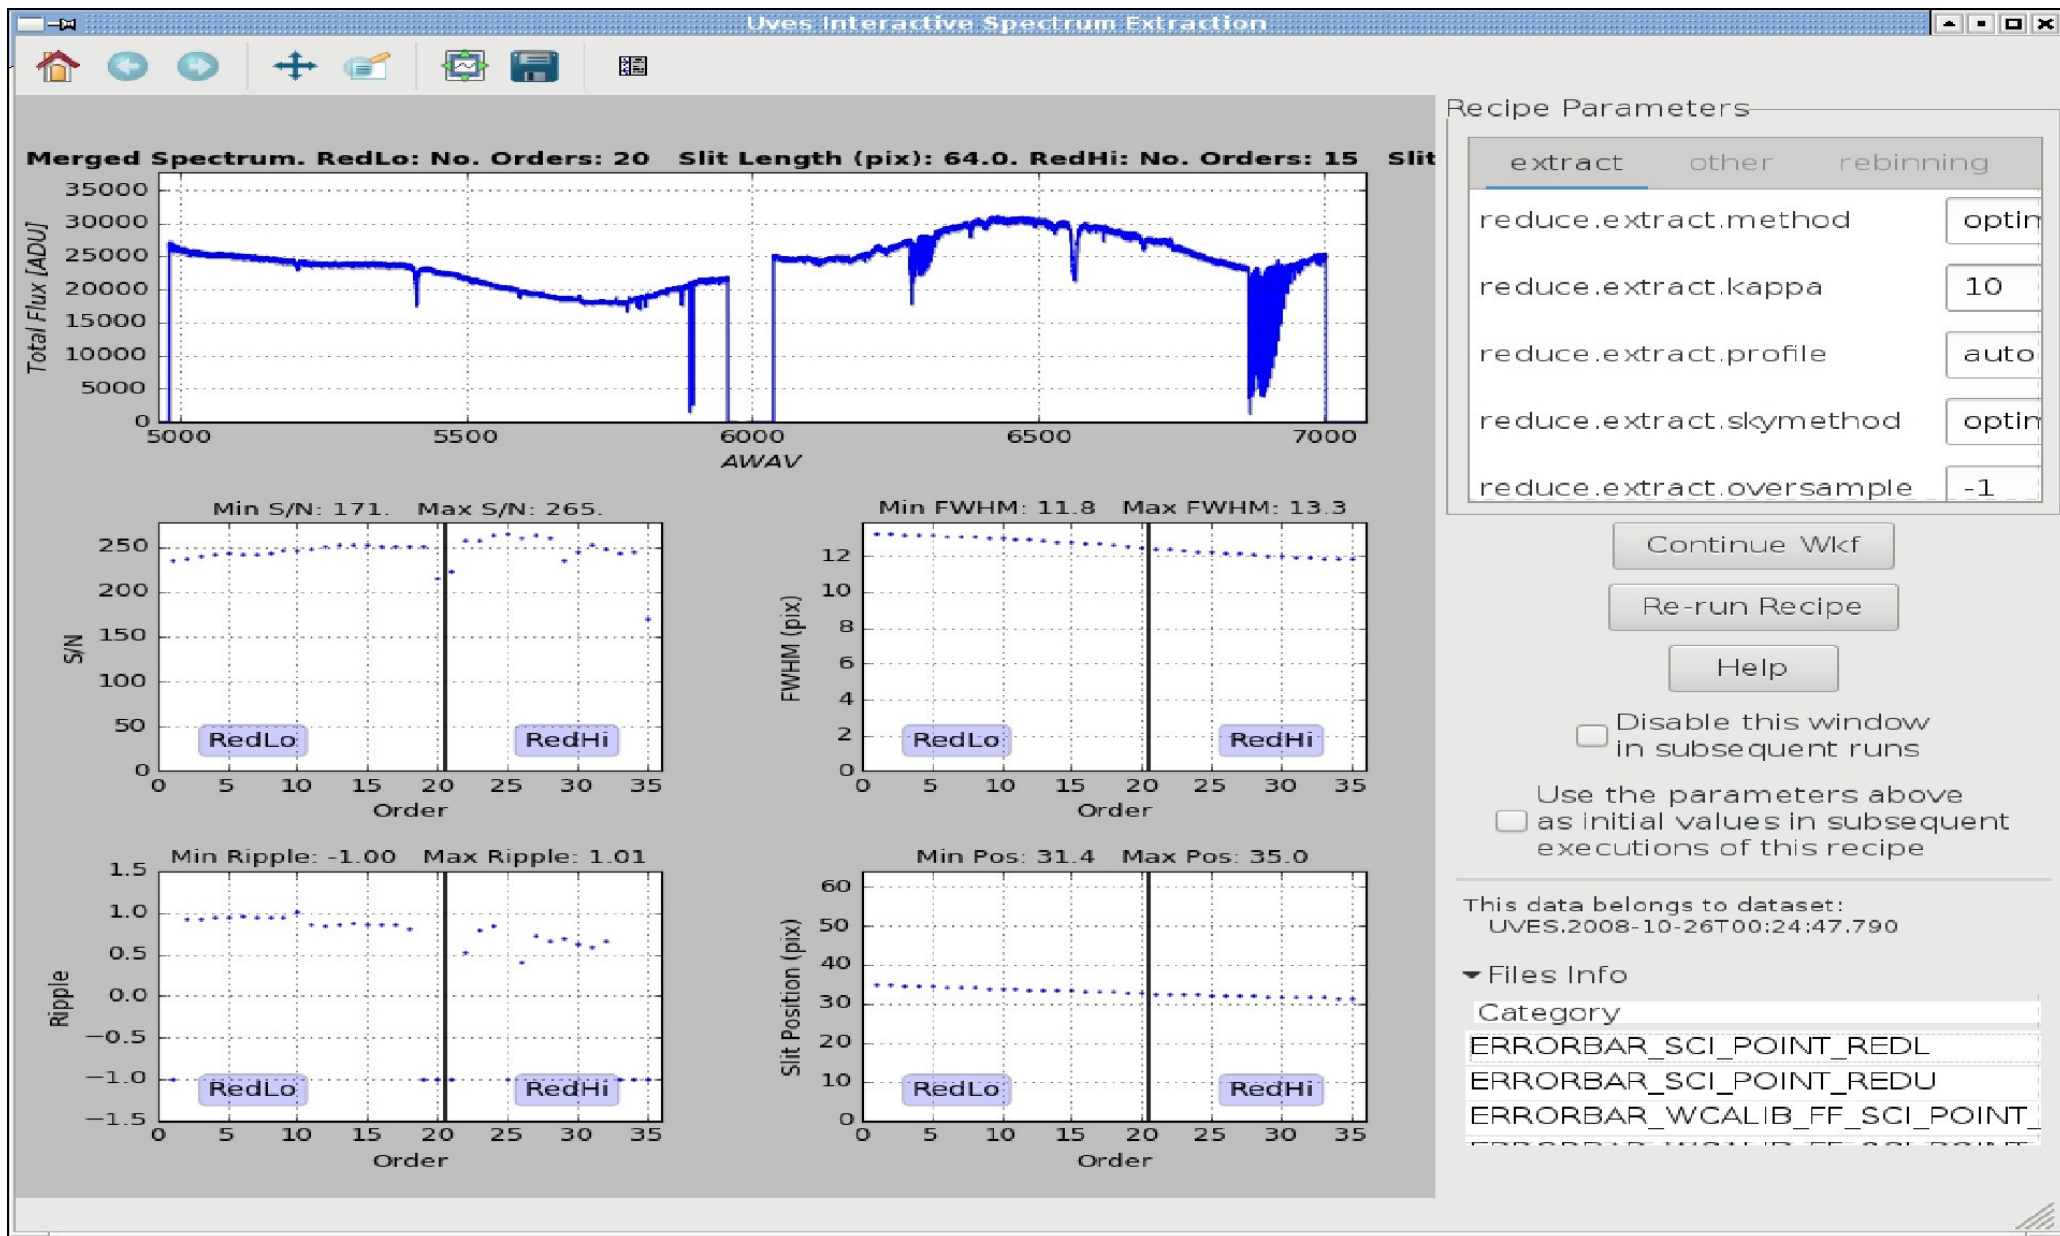 Uves Interactive Spectrum Extraction
Merged Spectrum. RedLo: No. Orders: 20 Slit Length (pix): 64.0. RedHi: No. Orders: 15 Slit
Total Flux [ADU]
35000
30000
25000
20000
15000
10000
5000
0
5000 5500 6000 6500 7000
AWAV
Min S/N: 171. Max S/N: 265.
S/N
250
200
150
100
50
0
RedLo RedHi
0 5 10 15 20 25 30 35
Order
Min FWHM: 11.8 Max FWHM: 13.3
FWHM (pix)
12
10
8
6
4
2
0
RedLo RedHi
0 5 10 15 20 25 30 35
Order
Min Ripple: -1.00 Max Ripple: 1.01
Ripple
1.5
1.0
0.5
0.0
−0.5
−1.0
−1.5
RedLo RedHi
0 5 10 15 20 25 30 35
Order
Min Pos: 31.4 Max Pos: 35.0
Slit Position (pix)
60
50
40
30
20
10
0
RedLo RedHi
0 5 10 15 20 25 30 35
Order
Recipe Parameters
extract other rebinning
reduce.extract.method optim
reduce.extract.kappa 10
reduce.extract.profile auto
reduce.extract.skymethod optim
reduce.extract.oversample -1
Continue Wkf
Re-run Recipe
Help
Disable this window
in subsequent runs
Use the parameters above
as initial values in subsequent
executions of this recipe
This data belongs to dataset:
UVES.2008-10-26T00:24:47.790
Files Info
Category
ERRORBAR_SCI_POINT_REDL
ERRORBAR_SCI_POINT_REDU
ERRORBAR_WCALIB_FF_SCI_POINT_